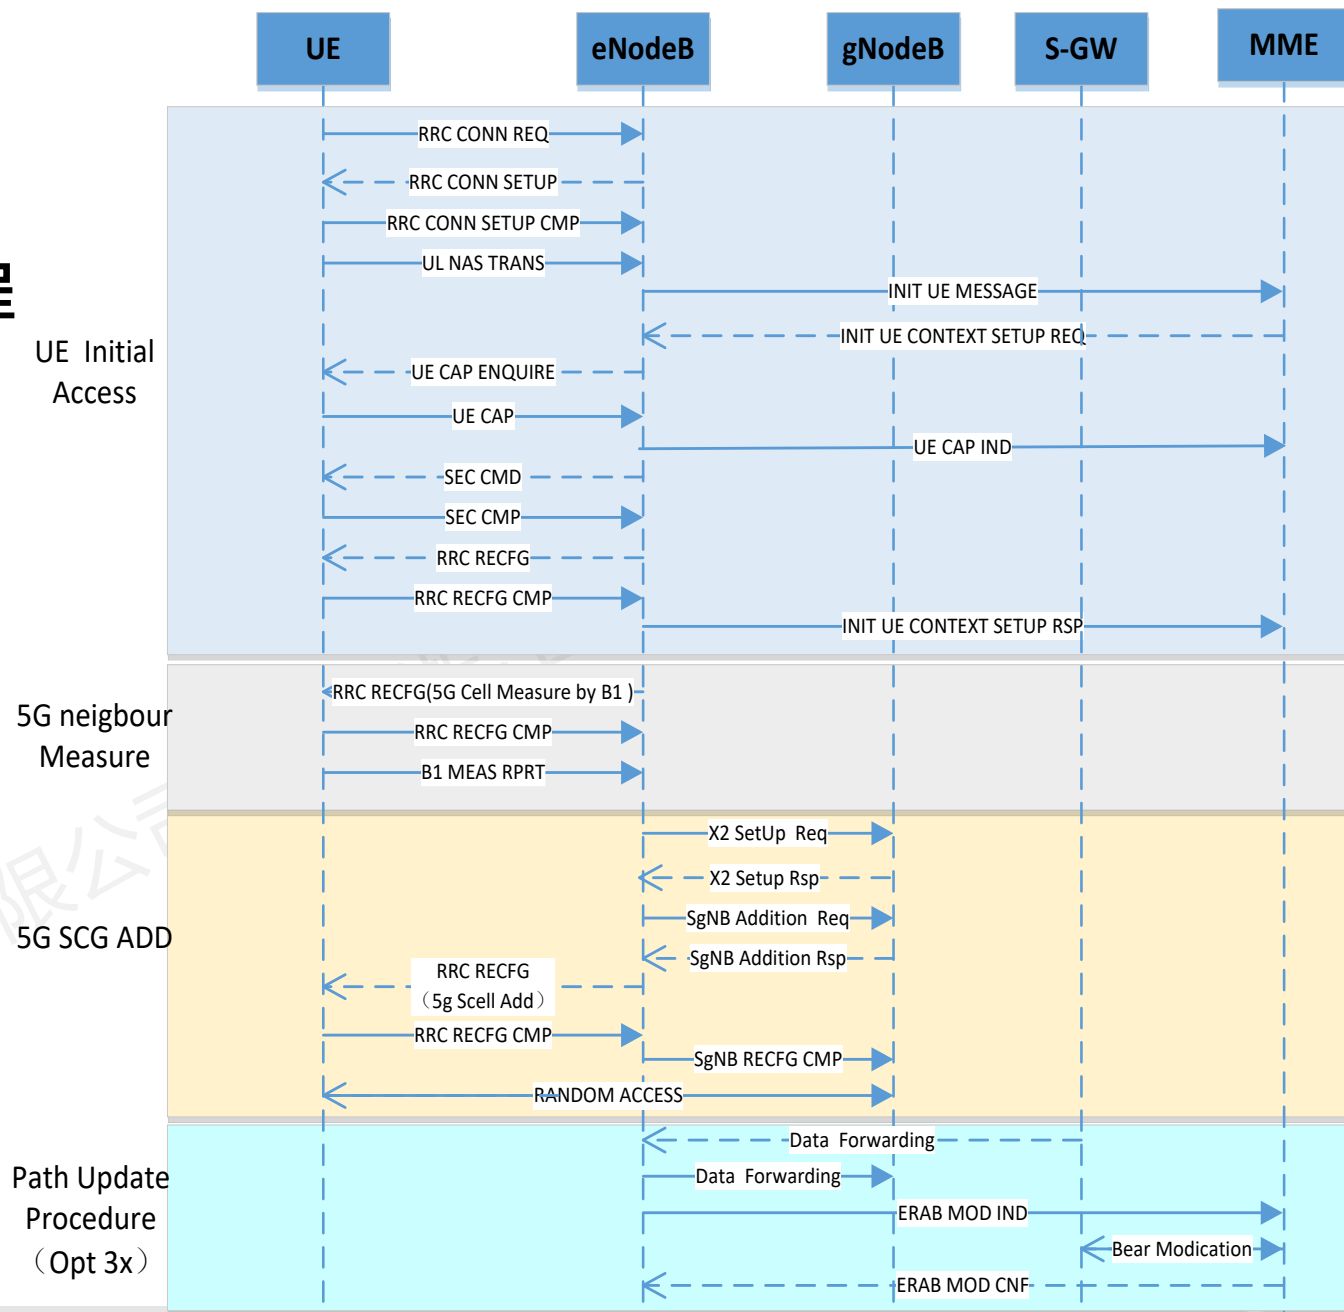 UE eNodeB gNodeB S-GW MME
RRC CONN REQ
RRC CONN SETUP
RRC CONN SETUP CMP
UL NAS TRANS
INIT UE MESSAGE
INIT UE CONTEXT SETUP REQ
UE Initial
Access
UE CAP ENQUIRE
UE CAP
UE CAP IND
SEC CMD
SEC CMP
RRC RECFG
RRC RECFG CMP
INIT UE CONTEXT SETUP RSP
5G neigbour
Measure
RRC RECFG(5G Cell Measure by B1 )
RRC RECFG CMP
B1 MEAS RPRT
5G SCG ADD
X2 SetUp Req
X2 Setup Rsp
SgNB Addition Req
SgNB Addition Rsp
RRC RECFG
（5g Scell Add）
RRC RECFG CMP
SgNB RECFG CMP
RANDOM ACCESS
Path Update
Procedure
（Opt 3x）
Data Forwarding
Data Forwarding
ERAB MOD IND
Bear Modication
ERAB MOD CNF
限公司